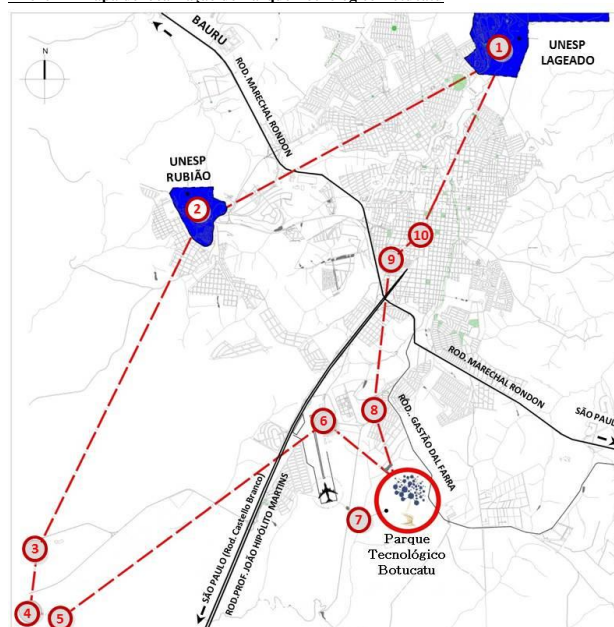 N
BAURU
ROD. MARECHAL RONDON
1
UNESP
LAGEADO
UNESP
RUBIÃO
2
10
9
ROD. MARECHAL RONDON
SÃO PAUL
8
6
ROD. GASTÃO DAL FARRA
7
Parque
Tecnológico
Botucatu
3
4
5
SÃO PAULO (Rod. Castello Branco)
ROD.PROF. JOÃO HIPÓLITO MARTINS